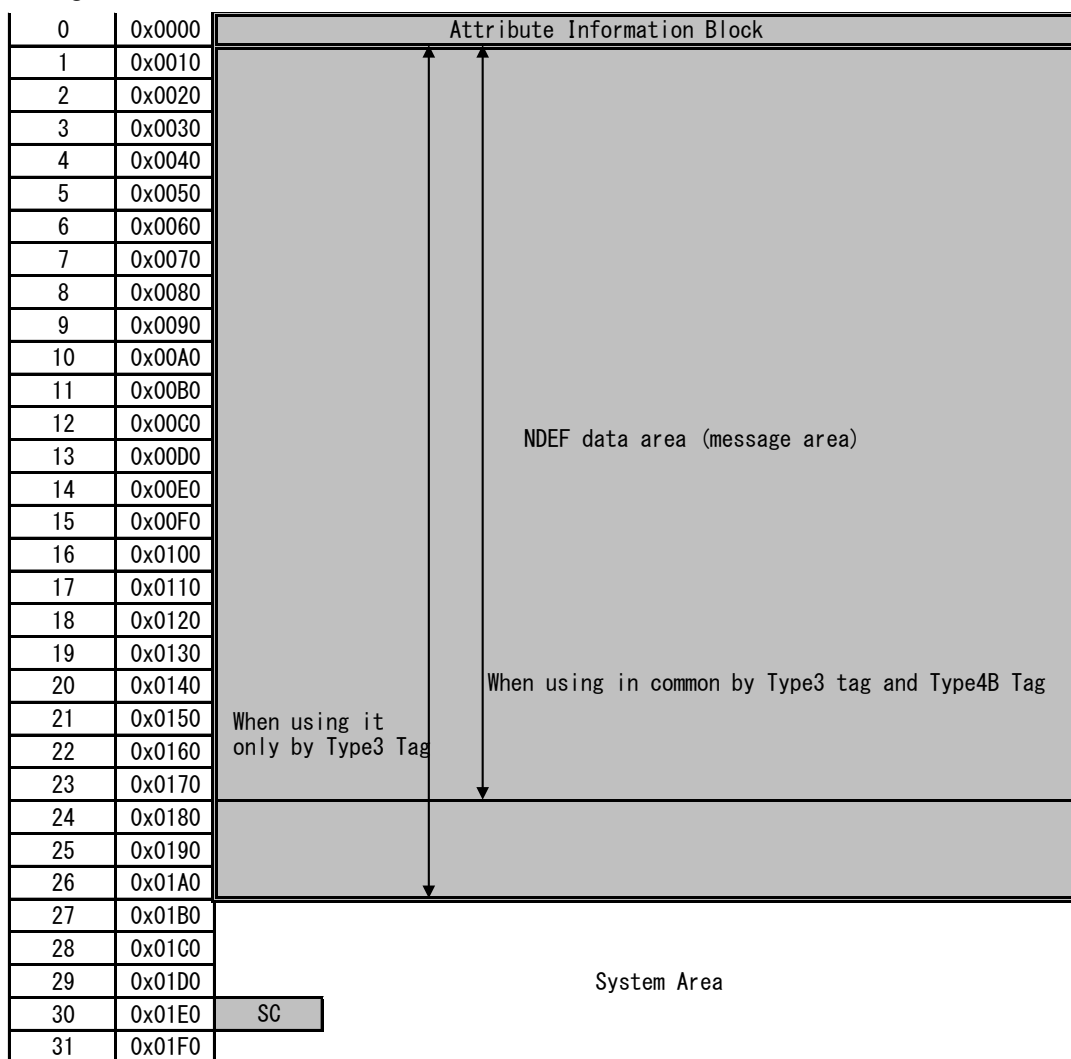 0 0x0000 Attribute Information Block
1 0x0010
2 0x0020
3 0x0030
4 0x0040
5 0x0050
6 0x0060
7 0x0070
8 0x0080
9 0x0090
10 0x00A0
11 0x00B0
12 0x00C0
NDEF data area (message area)
13 0x00D0
14 0x00E0
15 0x00F0
16 0x0100
17 0x0110
18 0x0120
19 0x0130
20 0x0140 When using in common by Type3 tag and Type4B Tag
21 0x0150 When using it
22 0x0160 only by Type3 Tag
23 0x0170
24 0x0180
25 0x0190
26 0x01A0
27 0x01B0
28 0x01C0
29 0x01D0 System Area
30 0x01E0 SC
31 0x01F0